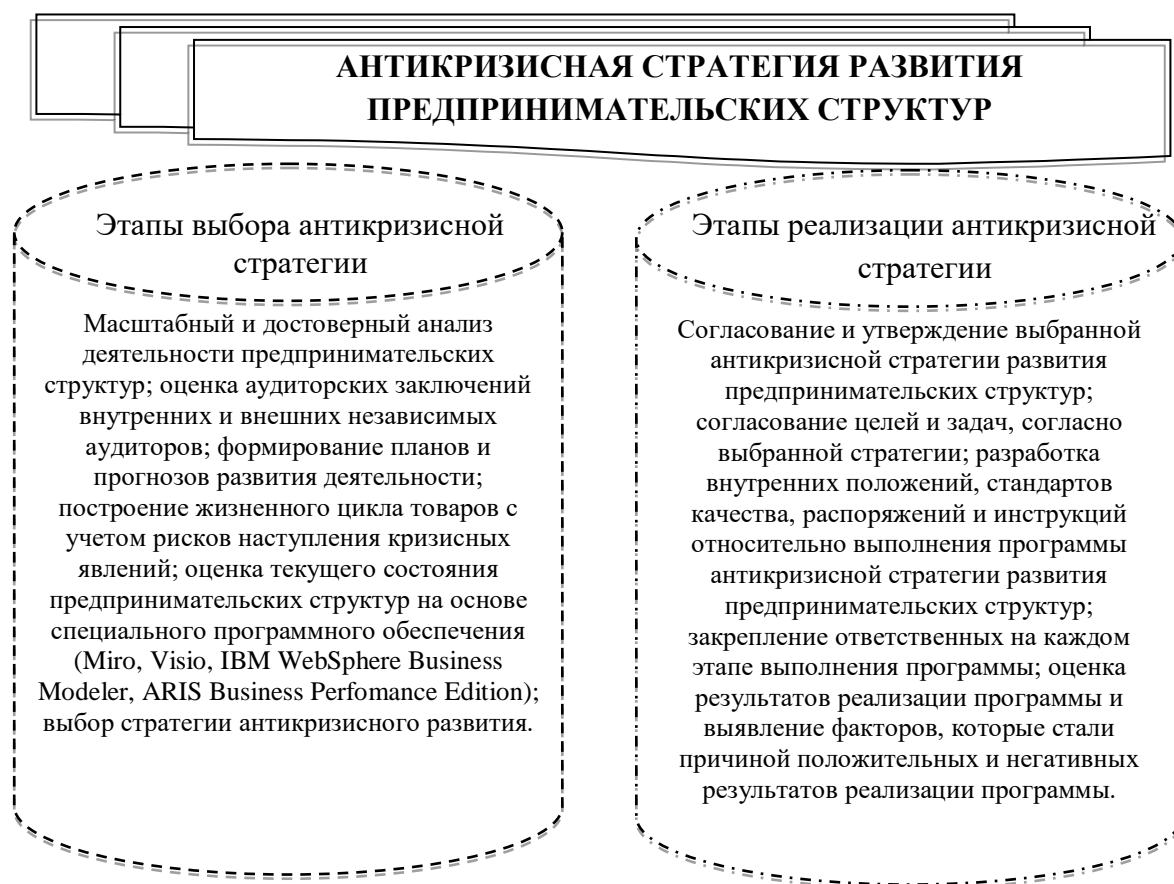 АНТИКРИЗИСНАЯ СТРАТЕГИЯ РАЗВИТИЯ
ПРЕДПРИНИМАТЕЛЬСКИХ СТРУКТУР
Этапы выбора антикризисной
стратегии
Масштабный и достоверный анализ
деятельности предпринимательских
структур; оценка аудиторских заключений
внутренних и внешних независимых
аудиторов; формирование планов и
прогнозов развития деятельности;
построение жизненного цикла товаров с
учетом рисков наступления кризисных
явлений; оценка текущего состояния
предпринимательских структур на основе
специального программного обеспечения
(Miro, Visio, IBM WebSphere Business
Modeler, ARIS Business Perfomance Edition);
выбор стратегии антикризисного развития.
Этапы реализации антикризисной
стратегии
Согласование и утверждение выбранной
антикризисной стратегии развития
предпринимательских структур;
согласование целей и задач, согласно
выбранной стратегии; разработка
внутренних положений, стандартов
качества, распоряжений и инструкций
относительно выполнения программы
антикризисной стратегии развития
предпринимательских структур;
закрепление ответственных на каждом
этапе выполнения программы; оценка
результатов реализации программы и
выявление факторов, которые стали
причиной положительных и негативных
результатов реализации программы.